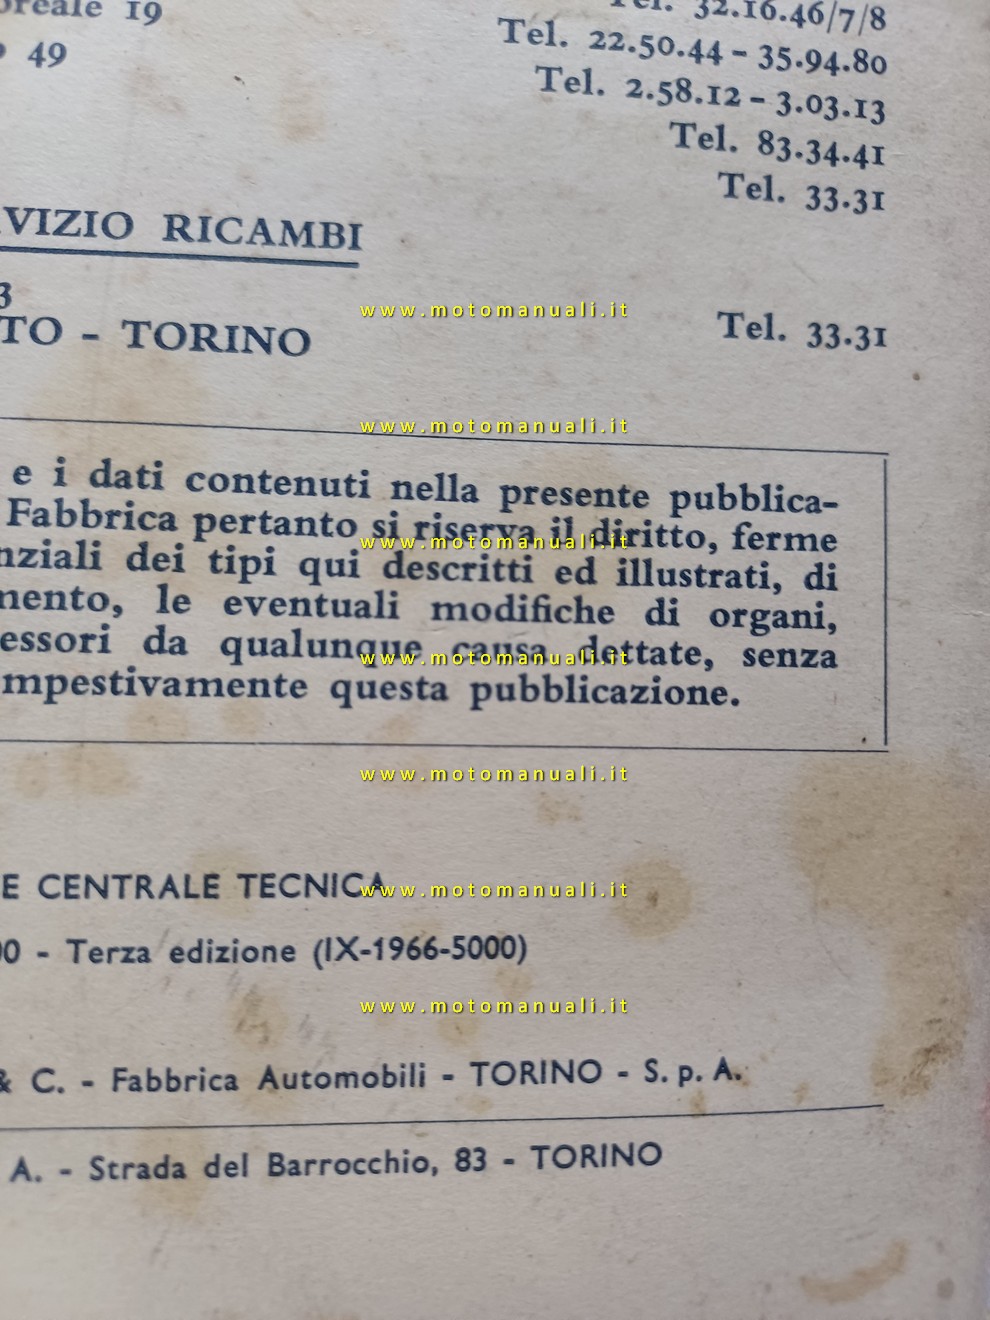 oreale 19
Tel. 32.16.46/7/8
49
Tel. 22.50.44 - 35.94.80
Tel. 2.58.12 - 3.03.13
Tel. 83.34.41
Tel. 33.31
RVIZIO RICAMBI
3
TO - TORINO
Tel. 33.31
www.motomanuali.it
www.motomanuali.it
e i dati contenuti nella presente pubblica-
Fabbrica pertanto si riserva il diritto, ferme
www.motomanuali.it
nziali dei tipi qui descritti ed illustrati, di
mento, le eventuali modifiche di organi,
essori da qualunque causa dettate, senza
www.motomanuali.it
mpestivamente questa pubblicazione.
www.motomanuali.it
E CENTRALE TECNICA
www.motomanuali.it
00 - Terza edizione (IX-1966-5000)
www.motomanuali.it
& C. - Fabbrica Automobili - TORINO - S. p. A.
A. - Strada del Barrocchio, 83 - TORINO